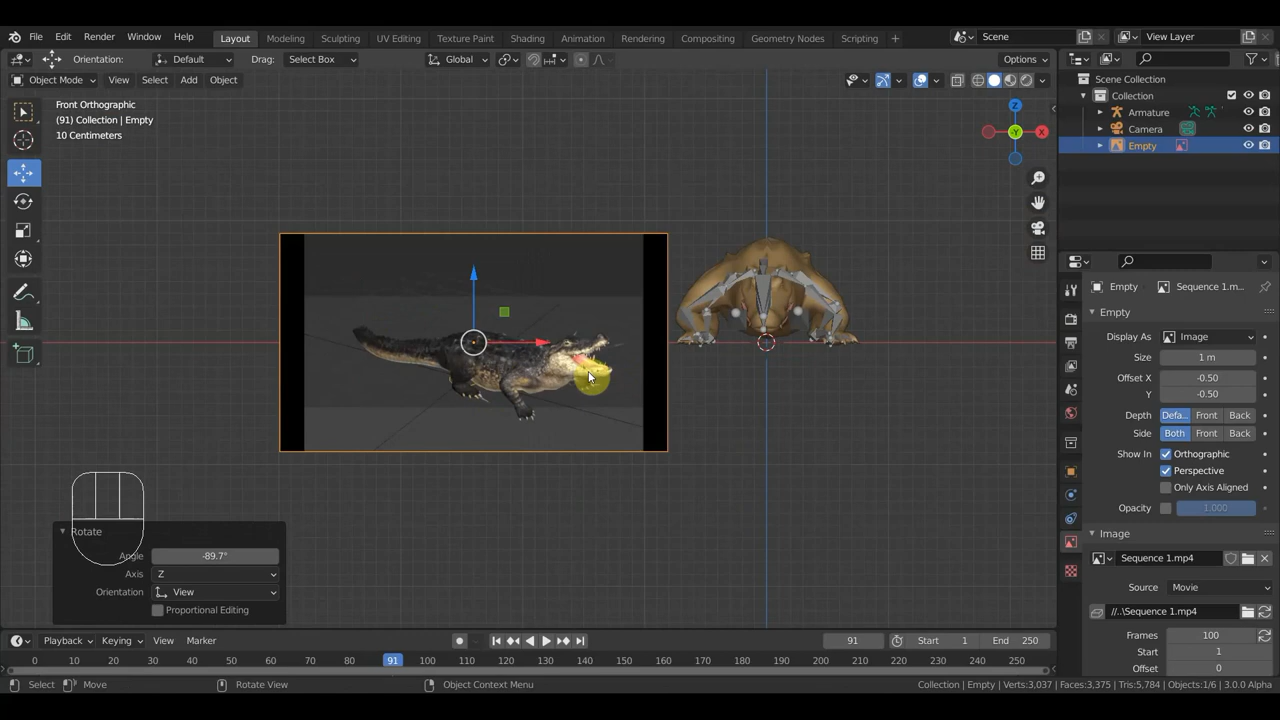 File Edit Render Window Help Layout Modeling Sculpting UV Editing Texture Paint Shading Animation Rendering Compositing Geometry Nodes Scripting + Scene View Layer
Orientation: Default Drag: Select Box Global Options
Object Mode View Select Add Object
Front Orthographic
(91) Collection | Empty
10 Centimeters
Z
X
-Y
Scene Collection
Collection
Armature
Camera
Empty
Empty Sequence 1.m...
Empty
Display As Image
Size 1 m
Offset X -0.50
Y -0.50
Depth Defa... Front Back
Side Both Front Back
Show In Orthographic
Perspective
Only Axis Aligned
Opacity 1.000
Image
Sequence 1.mp4
Source Movie
//..\Sequence 1.mp4
Frames 100
Start 1
Offset 0
Rotate
Angle -89.7°
Axis Z
Orientation View
Proportional Editing
Playback Keying View Marker 91 Start 1 End 250
0 10 20 30 40 50 60 70 80 91 100 110 120 130 140 150 160 170 180 190 200 210 220 230 240 250
Select Move Rotate View Object Context Menu Collection | Empty | Verts:3,037 | Faces:3,375 | Tris:5,784 | Objects:1/6 | 3.0.0 Alpha